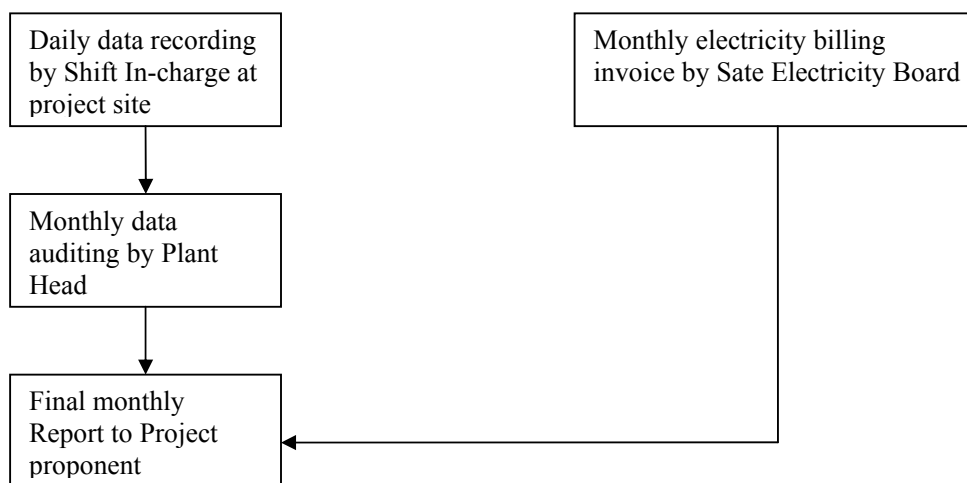 Daily data recording
by Shift In-charge at
project site
Monthly electricity billing
invoice by Sate Electricity Board
Monthly data
auditing by Plant
Head
Final monthly
Report to Project
proponent